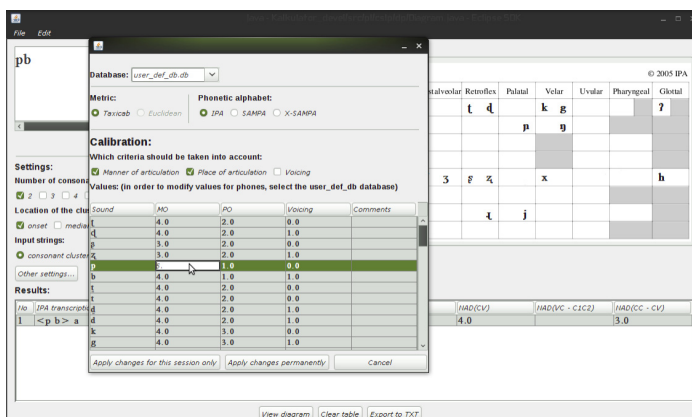 File Edit
pb
© 2005 IPA
Retroflex Palatal Velar Uvular Pharyngeal Glottal
ʈ ɖ k g ʔ
ŋ
ʒ ʂ ʐ x h
j
Settings:
2 3 4
Location of the clu
onset media
Input strings:
consonant cluste
Other settings...
Results:
No IPA transcripti NAD(CV) NAD(VC - C1C2) NAD(CC - CV)
1 <p b> a 4.0 3.0
View diagram Clear table Export to TXT
Database: user_def_db.db
Metric: Phonetic alphabet:
Taxicab Euclidean IPA SAMPA X-SAMPA
Calibration:
Which criteria should be taken into account:
Manner of articulation Place of articulation Voicing
Values: (in order to modify values for phones, select the user_def_db database)
Sound MO PO Voicing Comments
ʈ 4.0 2.0 0.0
ɖ 4.0 2.0 1.0
ʂ 3.0 2.0 0.0
ʐ 3.0 2.0 1.0
p 5. 1.0 0.0
b 4.0 1.0 1.0
t 4.0 2.0 0.0
t 4.0 2.0 0.0
d 4.0 2.0 1.0
d 4.0 2.0 1.0
k 4.0 3.0 0.0
g 4.0 3.0 1.0
Apply changes for this session only Apply changes permanently Cancel